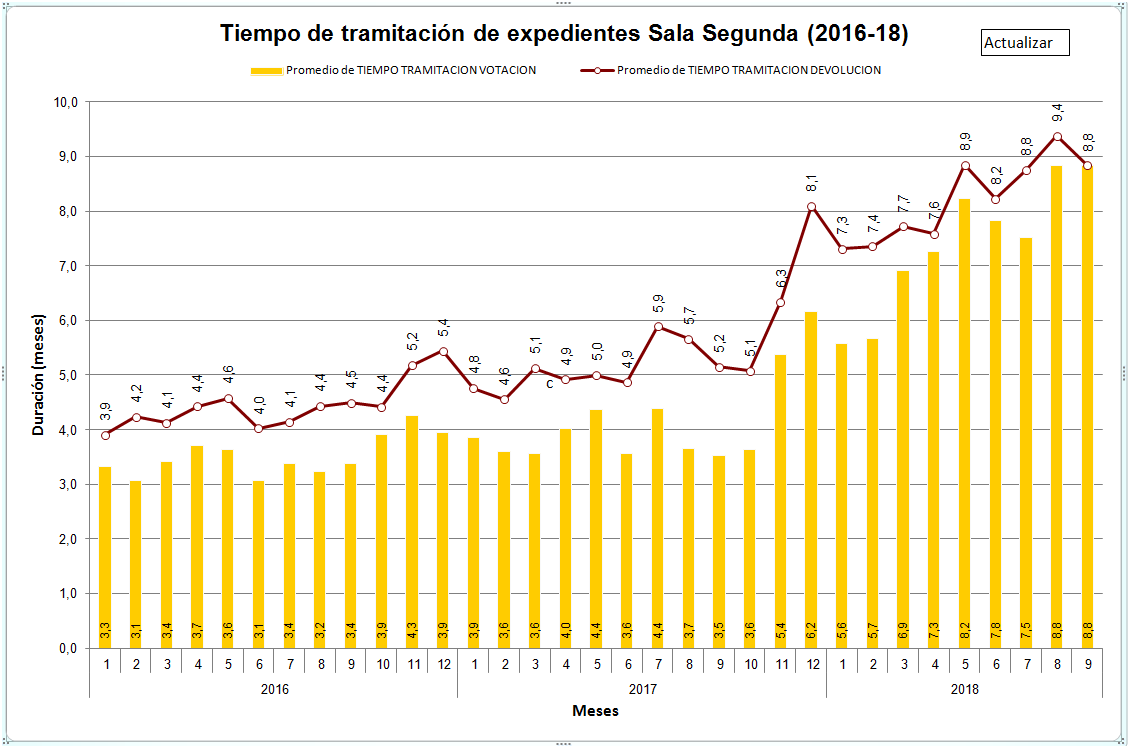 Tiempo de tramitación de expedientes Sala Segunda (2016-18)
Actualizar
Promedio de TIEMPO TRAMITACION VOTACION Promedio de TIEMPO TRAMITACION DEVOLUCION
10,0
9,0
8,0
7,0
6,0
5,0
4,0
3,0
2,0
1,0
0,0
Duración (meses)
3,9 4,2 4,1 4,4 4,6 4,0 4,1 4,4 4,5 4,4 5,2 5,4 4,8 4,6 5,1 4,9 5,0 4,9 5,9 5,7 5,2 5,1 6,3 8,1 7,3 7,4 7,7 7,6 8,9 8,2 8,8 9,4 8,8
c
3,3 3,1 3,4 3,7 3,6 3,1 3,4 3,2 3,4 3,9 4,3 3,9 3,9 3,6 3,6 4,0 4,4 3,6 4,4 3,7 3,5 3,6 5,4 6,2 5,6 5,7 6,9 7,3 8,2 7,8 7,5 8,8 8,8
1 2 3 4 5 6 7 8 9 10 11 12 1 2 3 4 5 6 7 8 9 10 11 12 1 2 3 4 5 6 7 8 9
2016 2017 2018
Meses